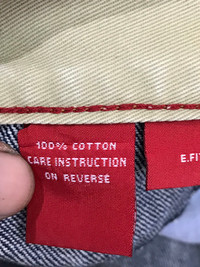 100% COTTON
CARE INSTRUCTION
ON REVERSE
E.FIT